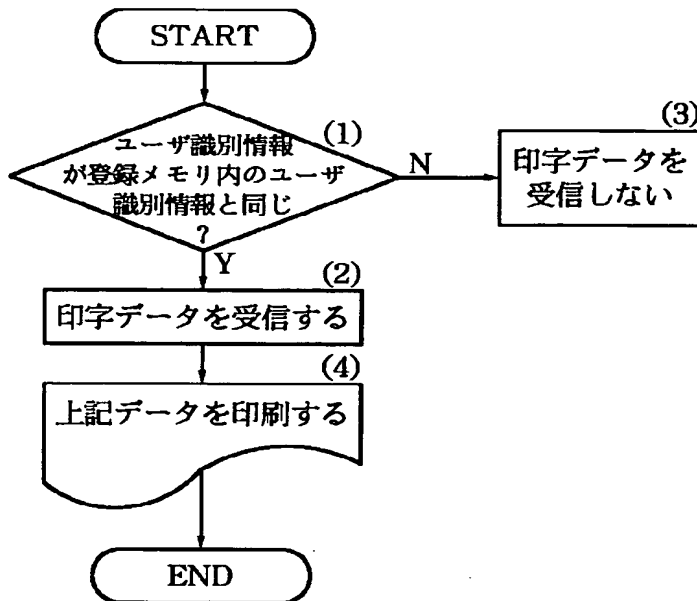 START
(1)
ユーザ識別情報
が登録メモリ内のユーザ
識別情報と同じ
?
N
(3)
印字データを
受信しない
Y
(2)
印字データを受信する
(4)
上記データを印刷する
END